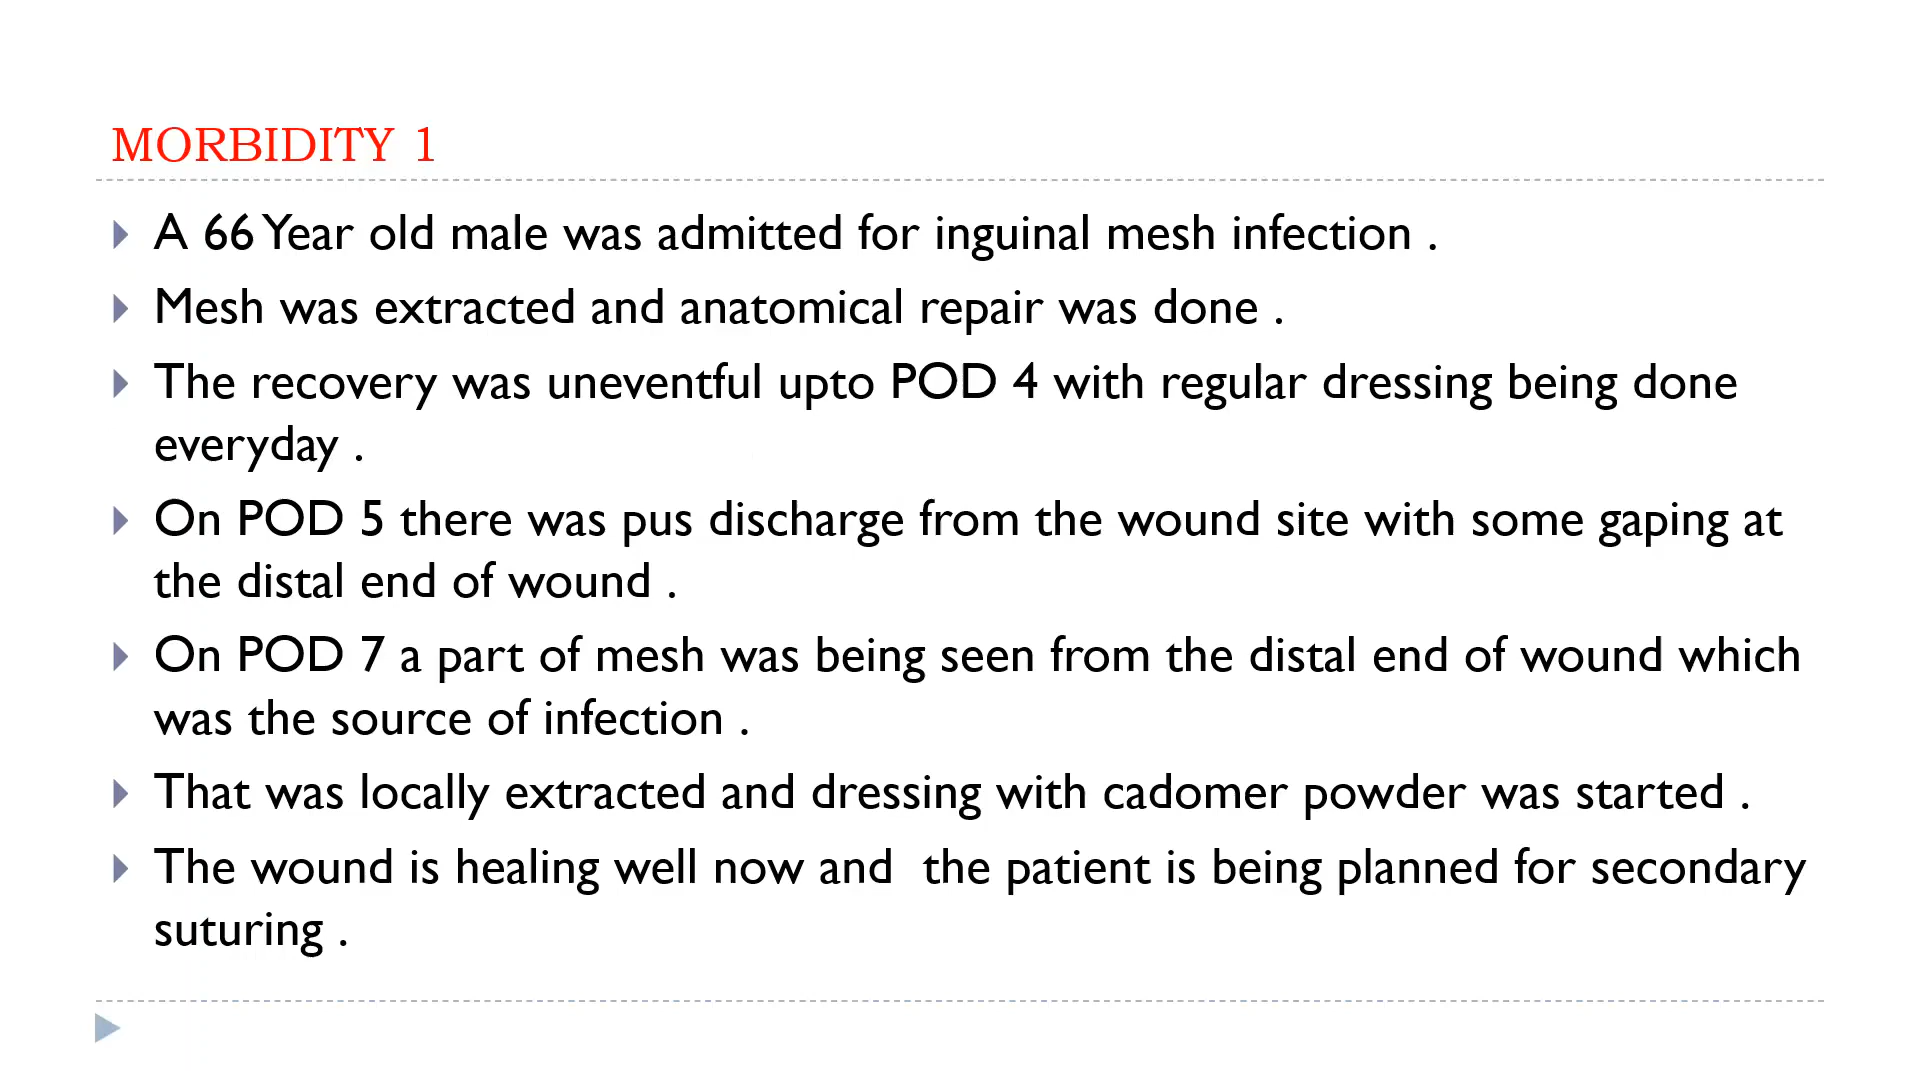 MORBIDITY 1
A 66 Year old male was admitted for inguinal mesh infection .
Mesh was extracted and anatomical repair was done .
The recovery was uneventful upto POD 4 with regular dressing being done
everyday .
On POD 5 there was pus discharge from the wound site with some gaping at
the distal end of wound .
On POD 7 a part of mesh was being seen from the distal end of wound which
was the source of infection .
That was locally extracted and dressing with cadomer powder was started .
The wound is healing well now and  the patient is being planned for secondary
suturing .